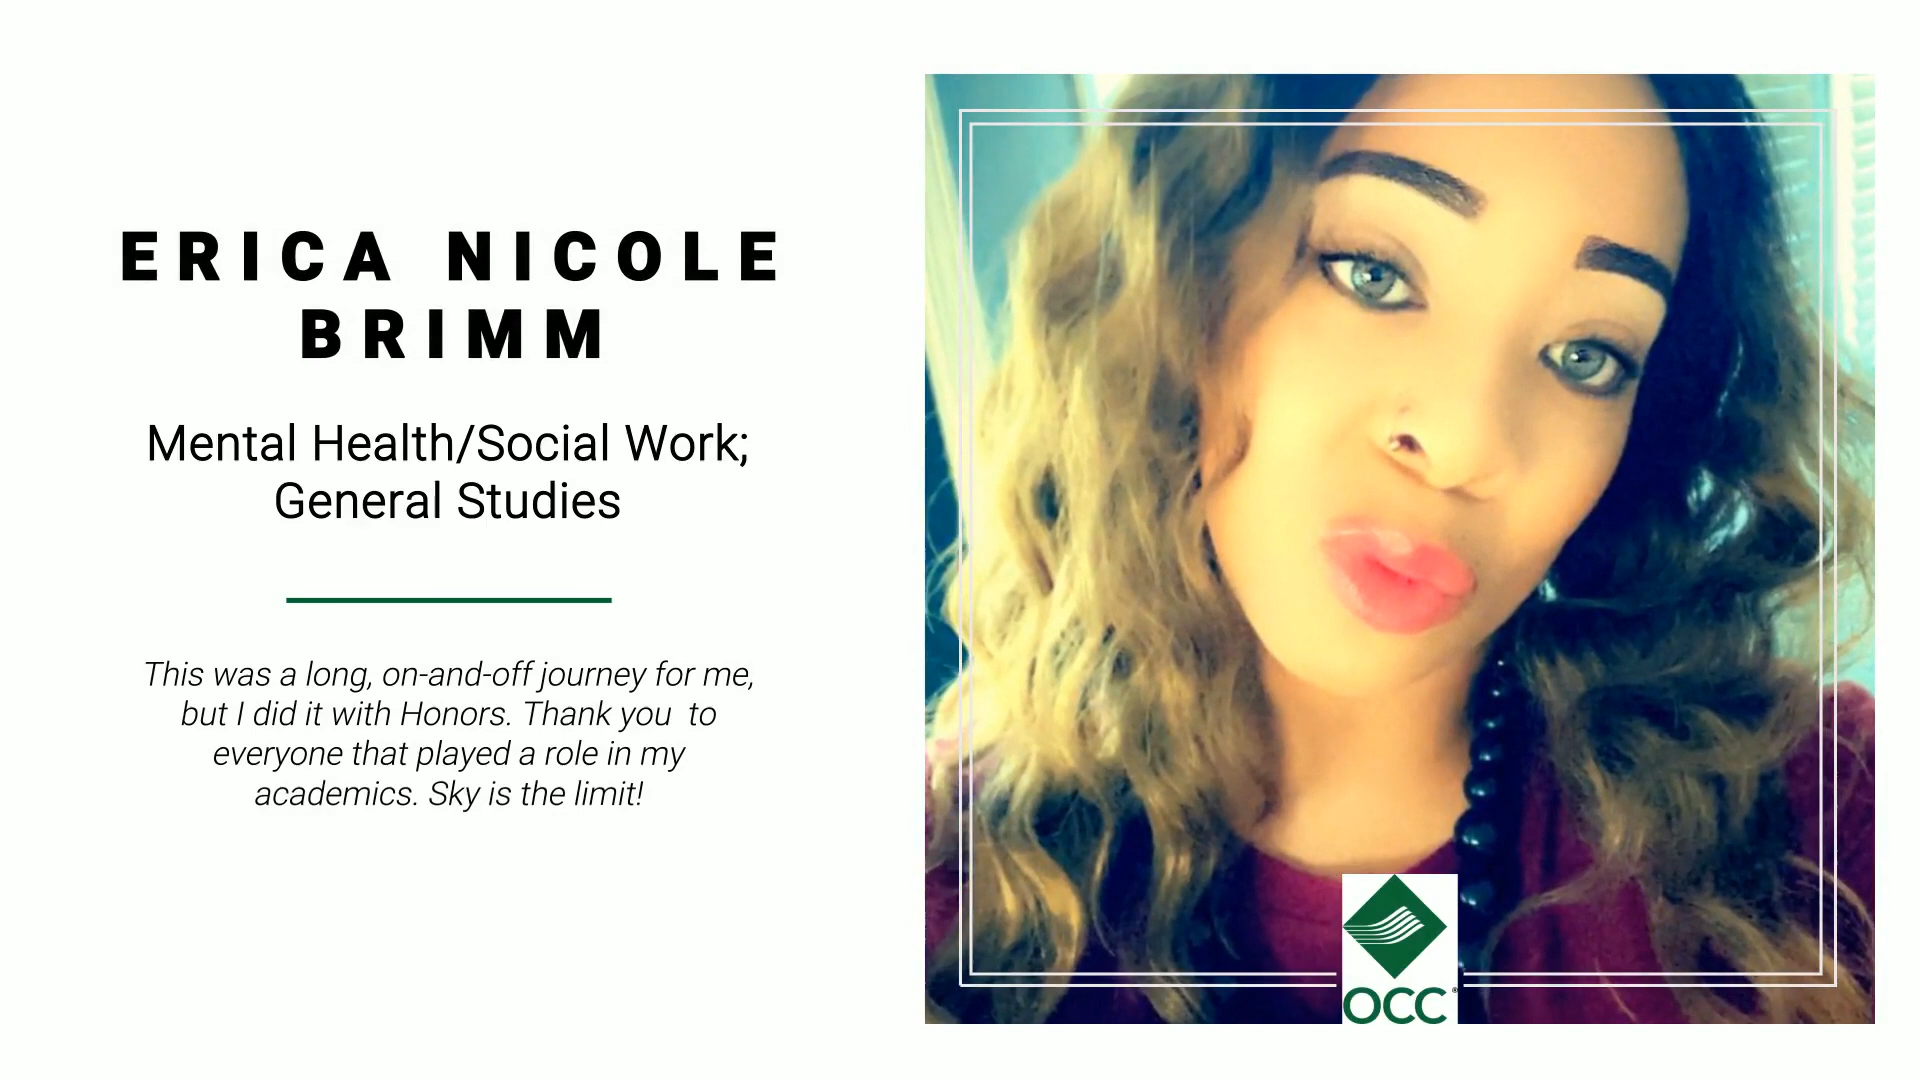 ERICA NICOLE
BRIMM
Mental Health/Social Work;
General Studies
This was a long, on-and-off journey for me,
but I did it with Honors. Thank you  to
everyone that played a role in my
academics. Sky is the limit!
OCC®